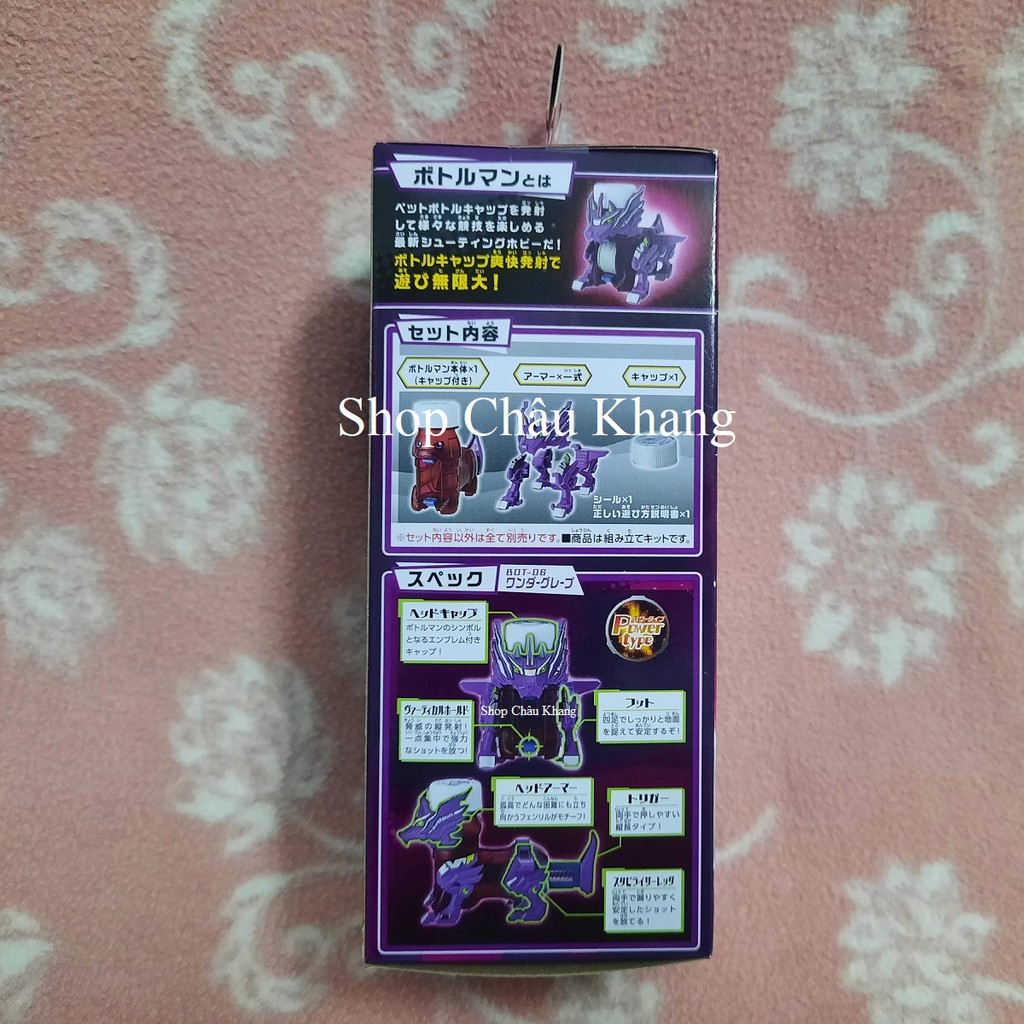 ボトルマンとは
ペットボトルキャップを発射
して様々な競技を楽しめる
最新シューティングホビーだ!
ボトルキャップ爽快発射で
遊び無限大!
セット内容
ボトルマン本体×1
(キャップ付き)
アーマー×一式
キャップ×1
Shop Châu Khang
シール×1
正しい遊び方説明書×1
※セット内容以外は全て別売りです。■商品は組み立てキットです。
スペック
BOT-06
ワンダーグレープ
ヘッドキャップ
ボトルマンのシンボル
となるエンブレム付き
キャップ!
パワータイプ
Power
type
ヴァーティカルホールド
脅威の縦発射!
一点集中で強力
なショットを放つ!
Shop Châu Khang
フット
四足でしっかりと地面
を捉えて安定するぞ!
ヘッドアーマー
孤高でどんな困難にも立ち
向かうフェンリルがモチーフ!
トリガー
両手で押しやすい
縦長タイプ!
スタビライザーレッグ
両手で握りやすく
安定したショット
を放てる!